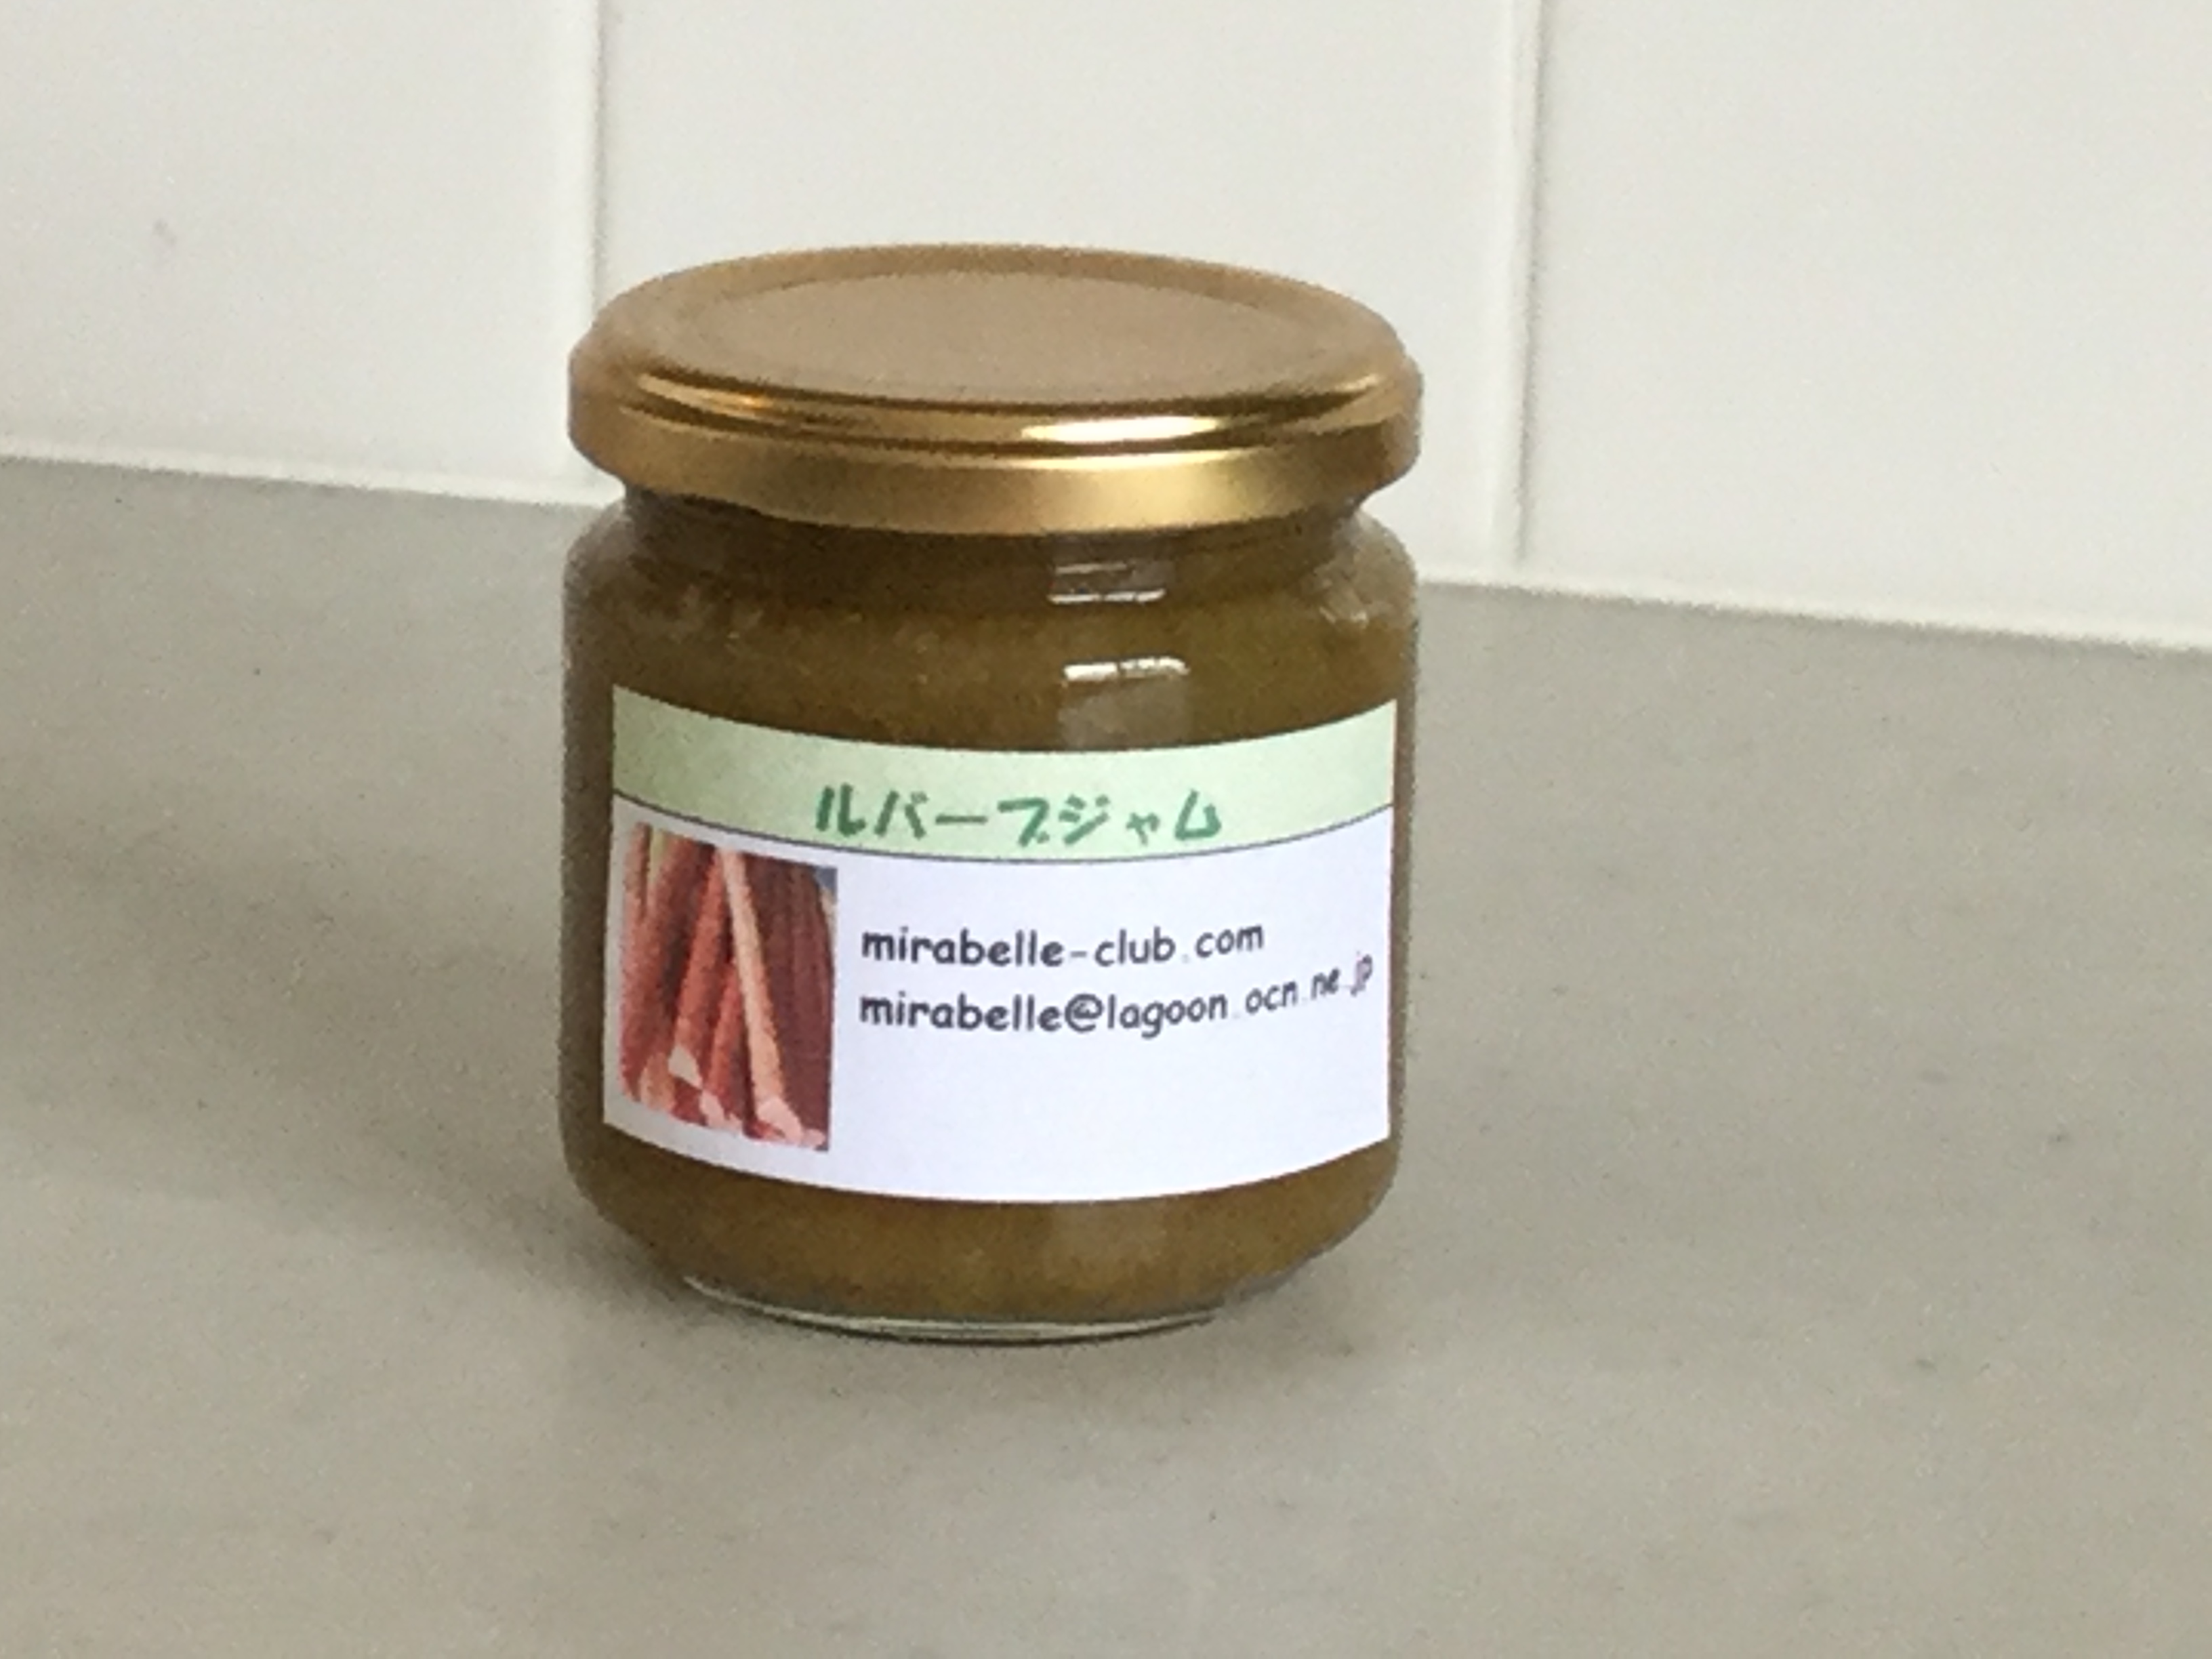 ルバーブジャム
mirabelle-club.com
mirabelle@lagoon.ocn.ne.jp